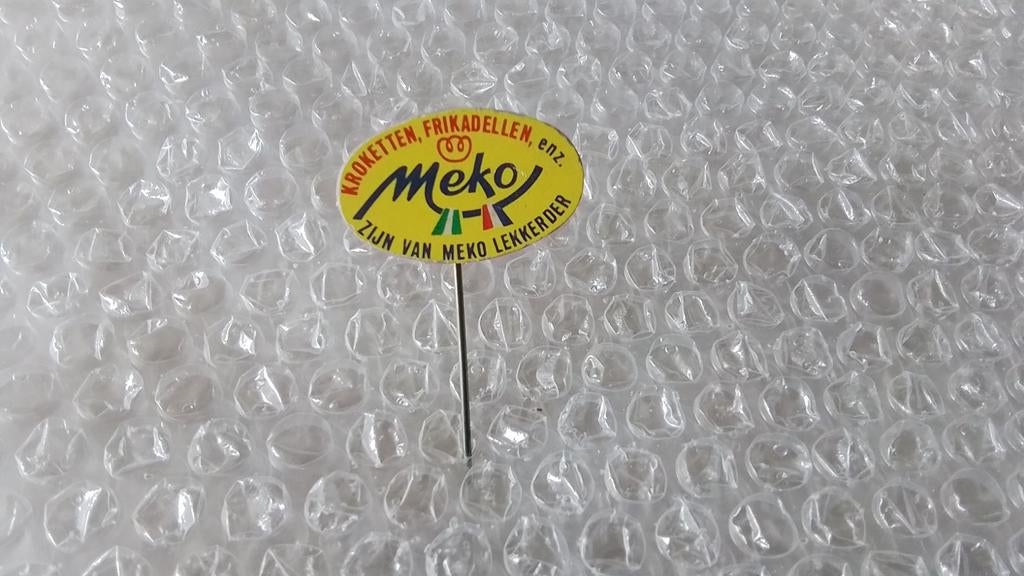 KROKETTEN, FRIKADELLEN, enz.
Meko
ZIJN VAN MEKO LEKKERDER